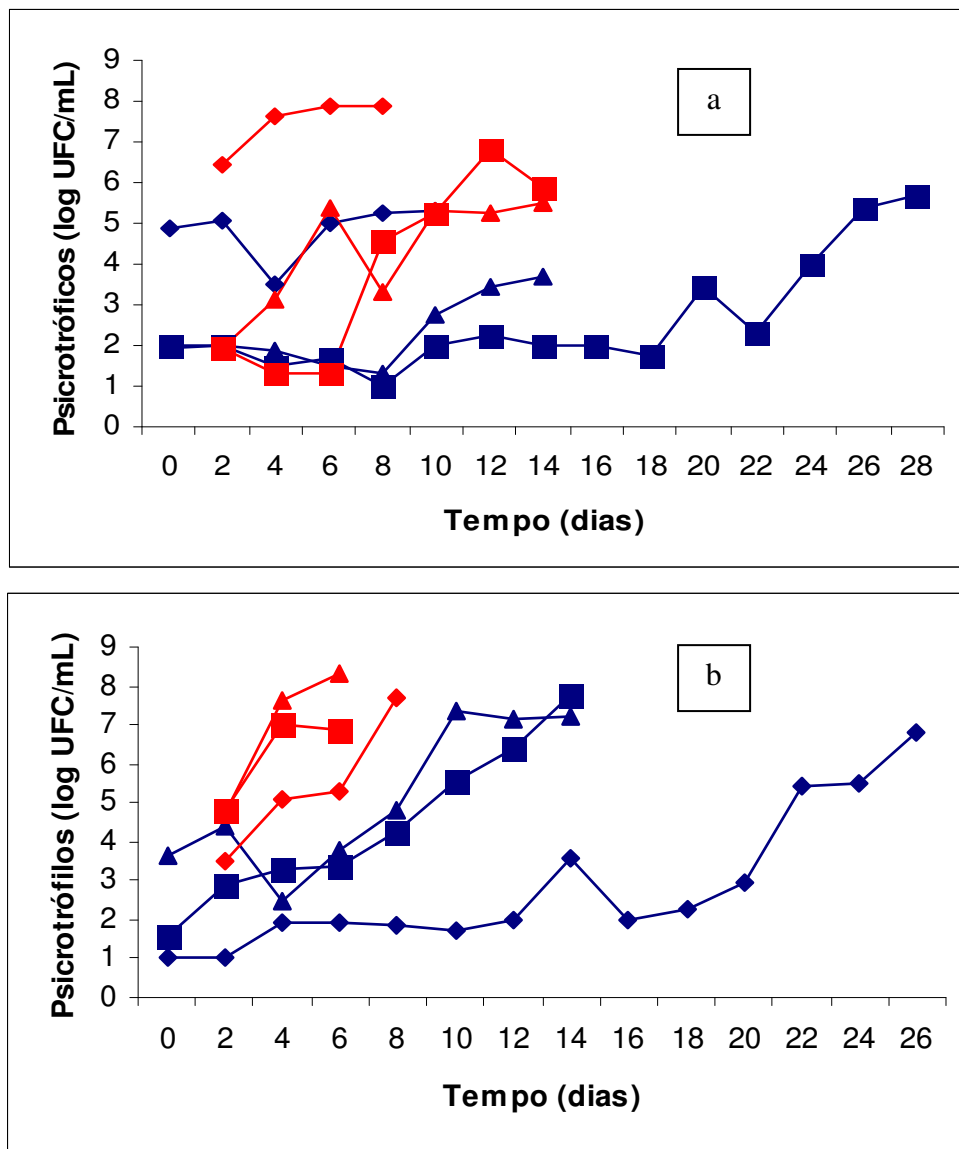 a
Psicrotróficos (log UFC/mL)
9
8
7
6
5
4
3
2
1
0
0 2 4 6 8 10 12 14 16 18 20 22 24 26 28
Tempo (dias)
b
Psicrotrófilos (log UFC/mL)
9
8
7
6
5
4
3
2
1
0
0 2 4 6 8 10 12 14 16 18 20 22 24 26
Tempo (dias)